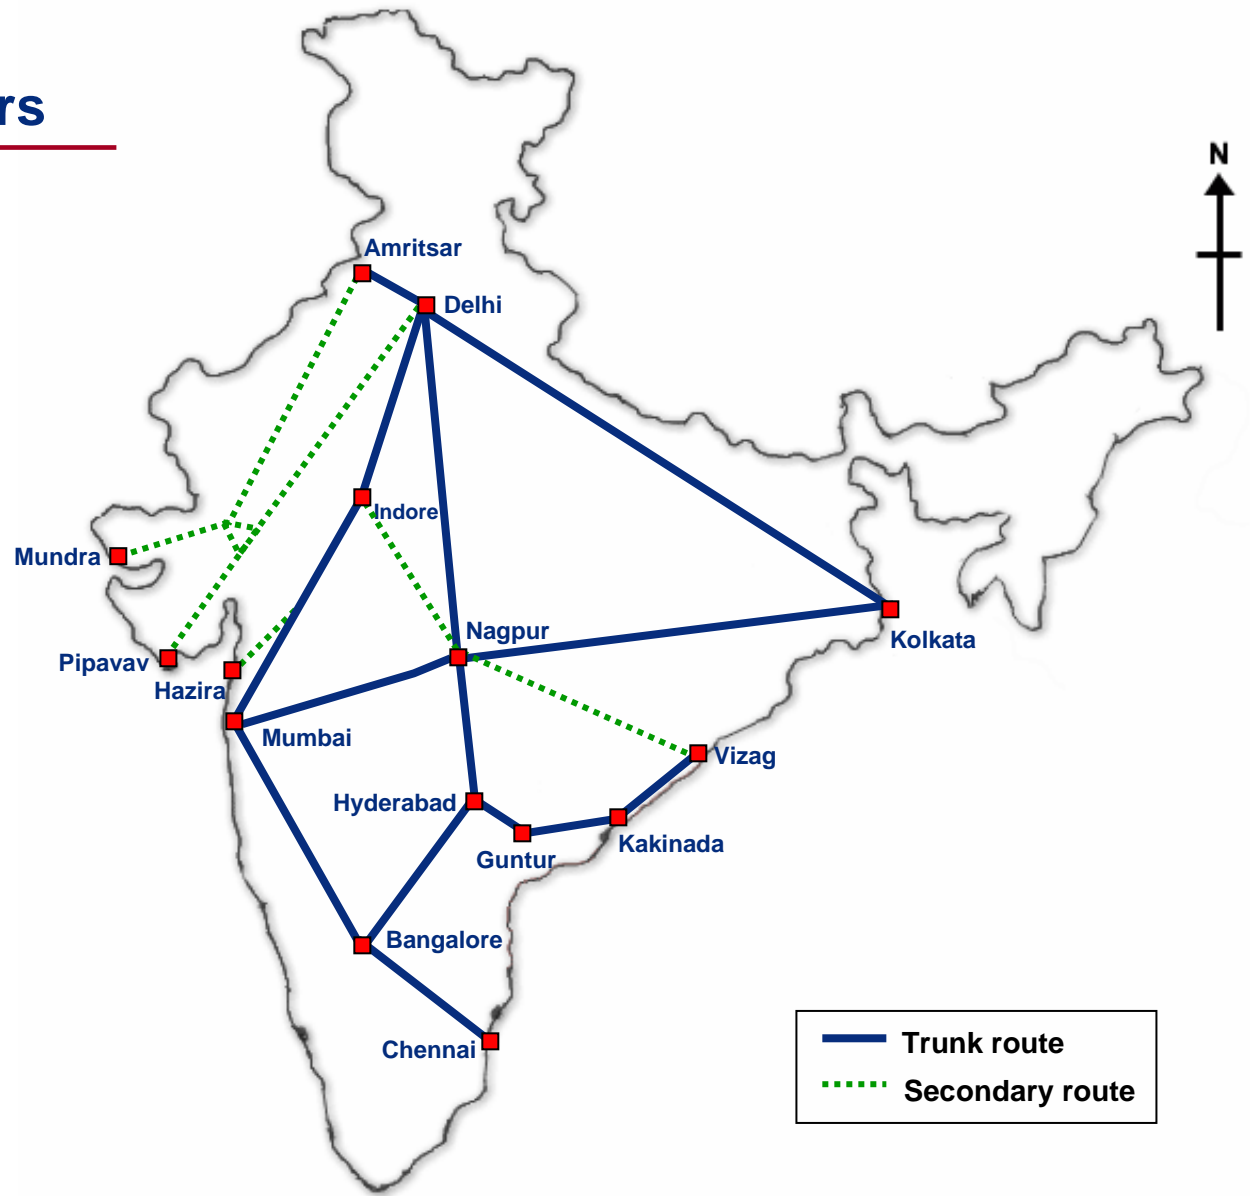 rs
N
Amritsar
Delhi
Indore
Mundra
Nagpur
Kolkata
Pipavav
Hazira
Mumbai
Vizag
Hyderabad
Kakinada
Guntur
Bangalore
Chennai
Trunk route
Secondary route